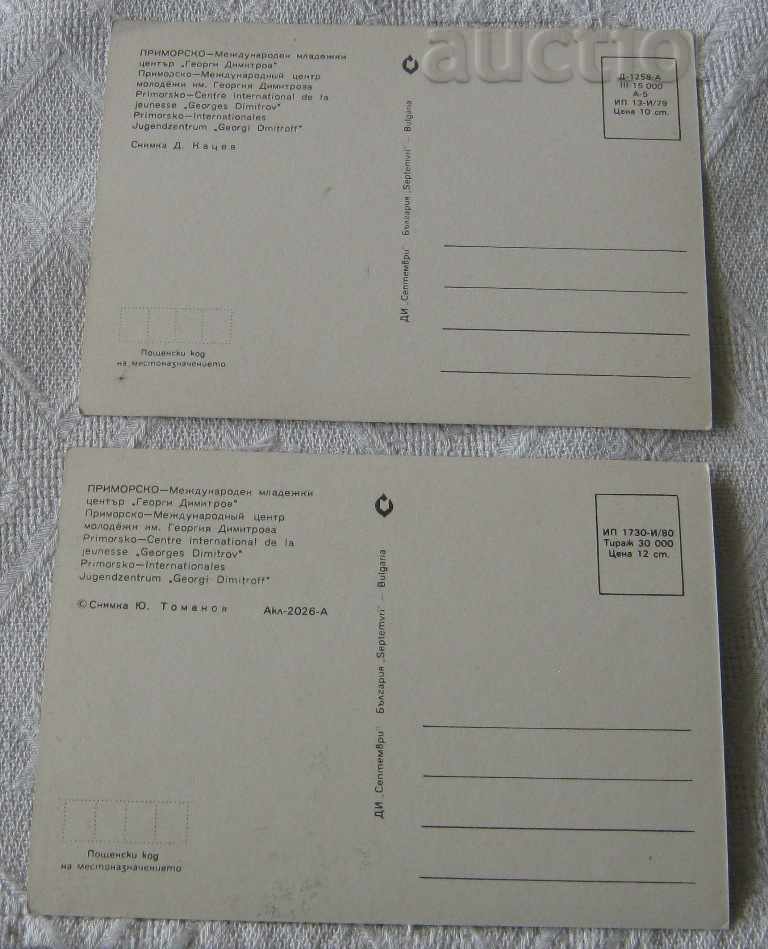 auctio
ПРИМОРСКО—Международен младежки
център „Георги Димитров"
Приморско—Международный центр
молодёжи им. Георгия Димитрова
Primorsko—Centre international de la
jeunesse „Georges Dimitrov"
Primorsko—Internationales
Jugendzentrum „Georgi Dmitroff"
Снимка Д. Кацев
Пощенски код
на местоназначението
ДИ „Септември" България „Septemvri" – Bulgaria
Д-1258-А
III 15 000
А-5
ИП 13-И/79
Цена 10 ст.
ПРИМОРСКО—Международен младежки
център „Георги Димитров"
Приморско—Международный центр
молодёжи им. Георгия Димитрова
Primorsko—Centre international de la
jeunesse „Georges Dimitrov"
Primorsko—Internationales
Jugendzentrum „Georgi Dimitroff"
© Снимка Ю. Томанов Акл-2026-А
Пощенски код
на местоназначението
ДИ „Септември" България „Septemvri" – Bulgaria
ИП 1730-И/80
Тираж 30 000
Цена 12 ст.